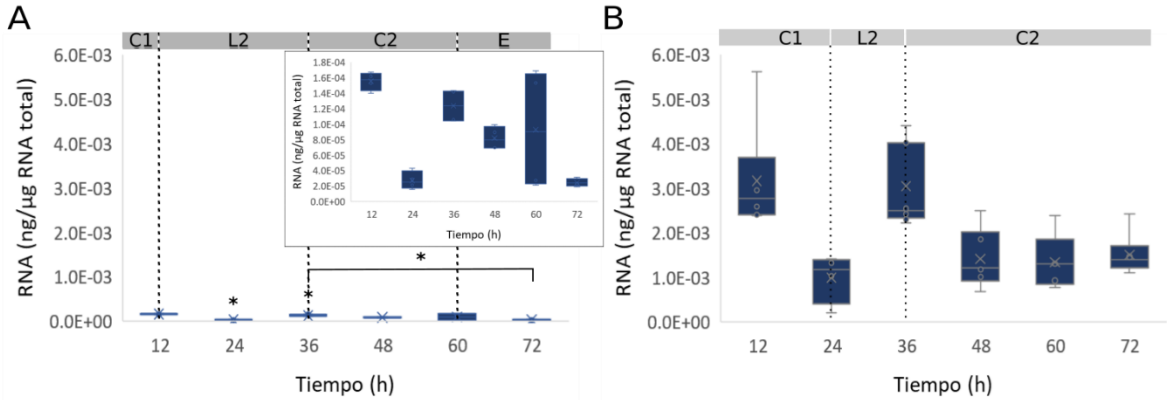 A
C1 L2 C2 E
6.0E-03
5.0E-03
4.0E-03
3.0E-03
2.0E-03
1.0E-03
0.0E+00
RNA (ng/µg RNA total)
1.8E-04
1.6E-04
1.4E-04
1.2E-04
1.0E-04
8.0E-05
6.0E-05
4.0E-05
2.0E-05
0.0E+00
RNA (ng/µg RNA total)
12 24 36 48 60 72
Tiempo (h)
*
* *
12 24 36 48 60 72
Tiempo (h)
B
C1 L2 C2
6.0E-03
5.0E-03
4.0E-03
3.0E-03
2.0E-03
1.0E-03
0.0E+00
RNA (ng/µg RNA total)
12 24 36 48 60 72
Tiempo (h)